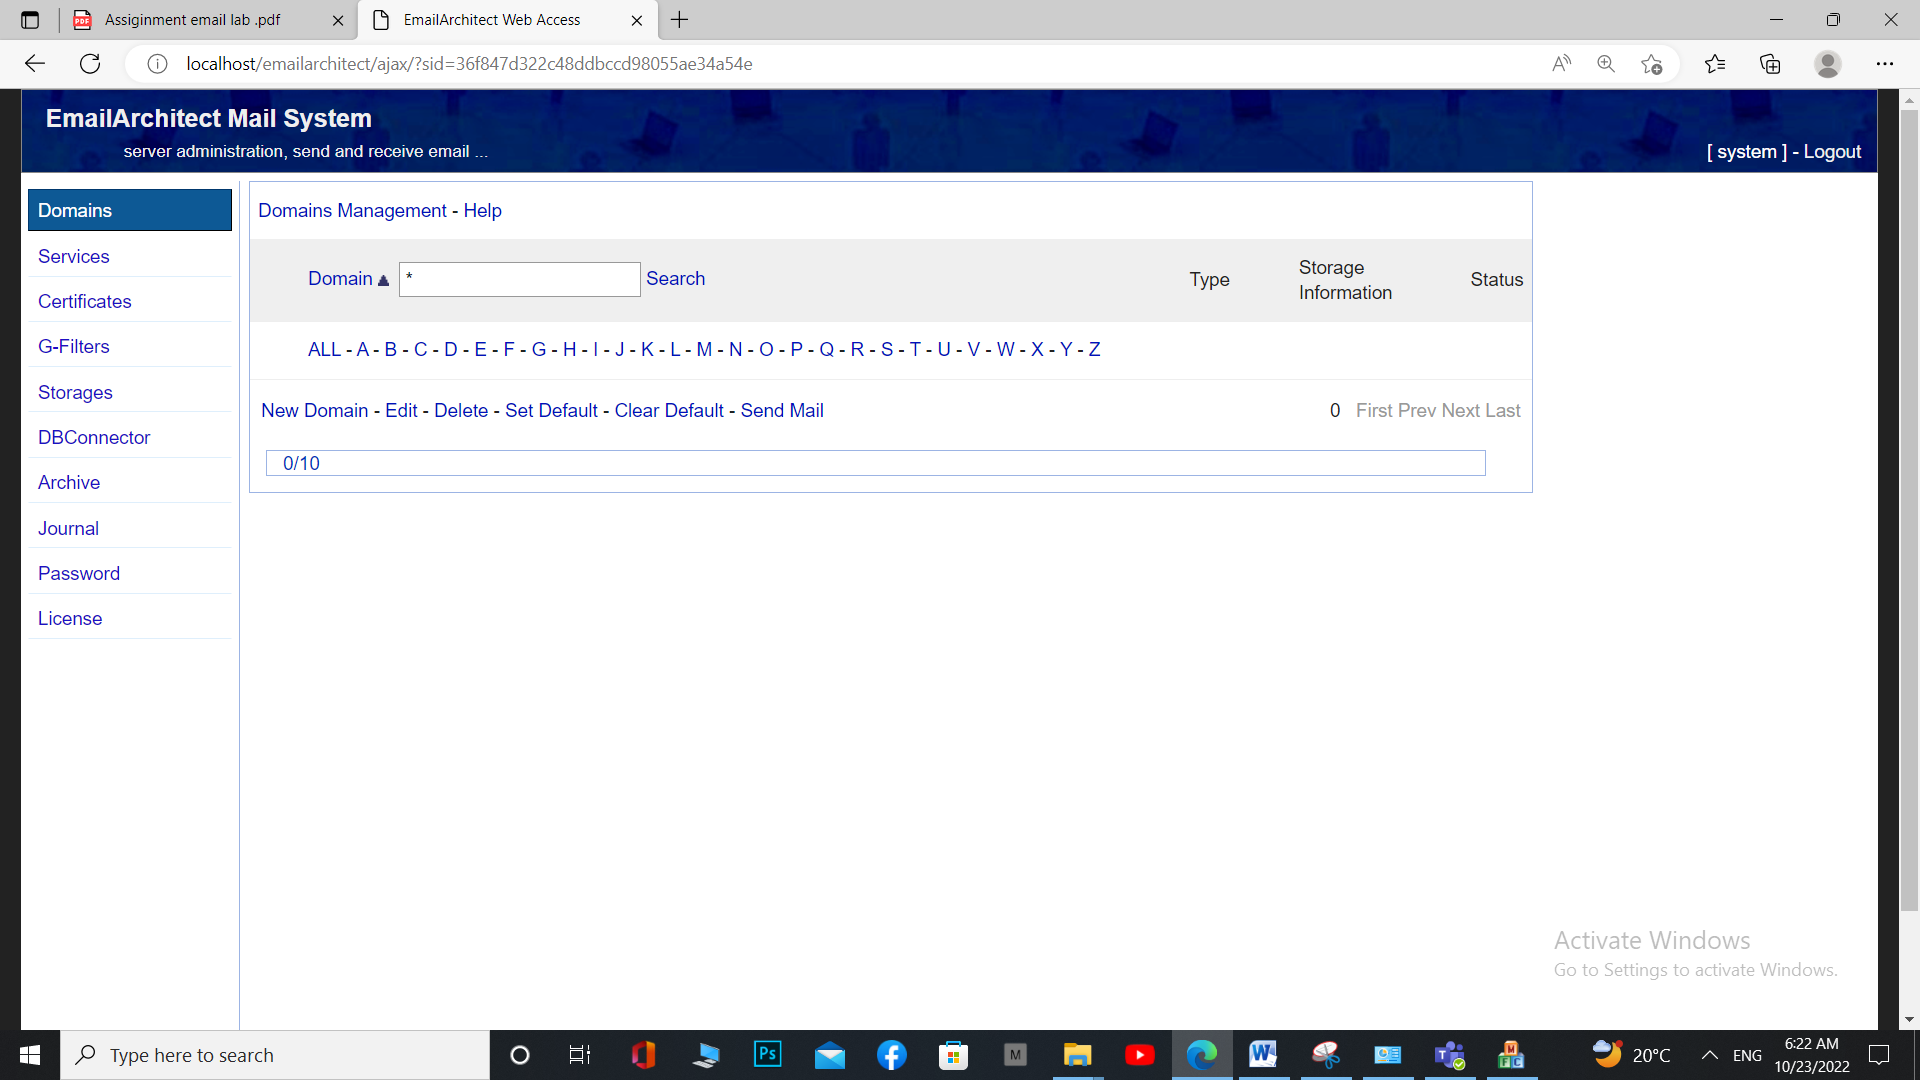 Assiginment email lab .pdf
EmailArchitect Web Access
localhost/emailarchitect/ajax/?sid=36f847d322c48ddbccd98055ae34a54e
EmailArchitect Mail System
server administration, send and receive email ...
[ system ] - Logout
Domains
Services
Certificates
G-Filters
Storages
DBConnector
Archive
Journal
Password
License
Domains Management - Help
Domain * Search Type Storage Information Status
ALL - A - B - C - D - E - F - G - H - I - J - K - L - M - N - O - P - Q - R - S - T - U - V - W - X - Y - Z
New Domain - Edit - Delete - Set Default - Clear Default - Send Mail 0 First Prev Next Last
0/10
Activate Windows
Go to Settings to activate Windows.
Type here to search
20°C
ENG
6:22 AM
10/23/2022